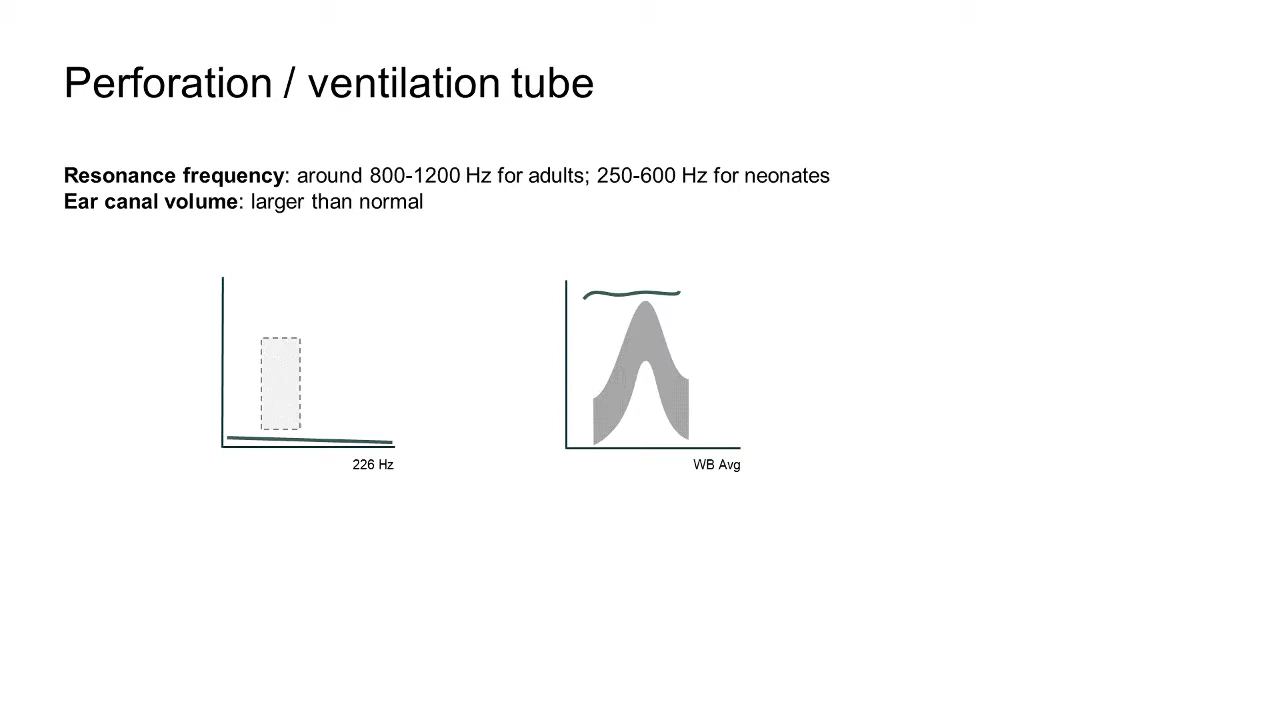 Perforation / ventilation tube
Resonance frequency: around 800-1200 Hz for adults; 250-600 Hz for neonates
Ear canal volume: larger than normal
226 Hz
WB Avg